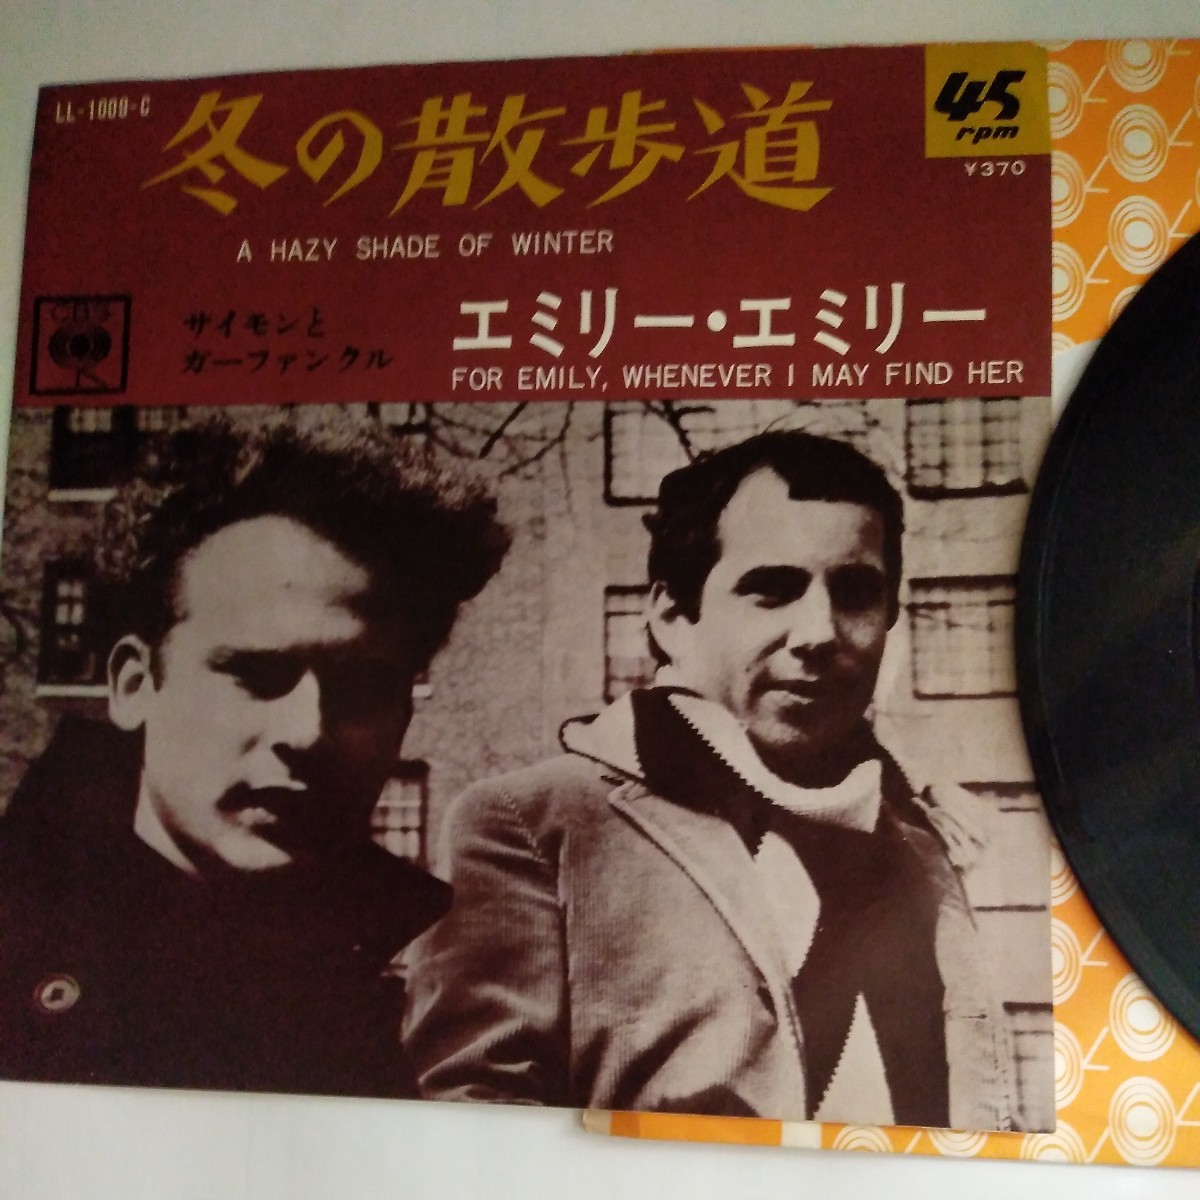 LL-1008-C
冬の散歩道
45
rpm
¥370
A HAZY SHADE OF WINTER
CBS
サイモンと
ガーファンクル
エミリー・エミリー
FOR EMILY, WHENEVER I MAY FIND HER